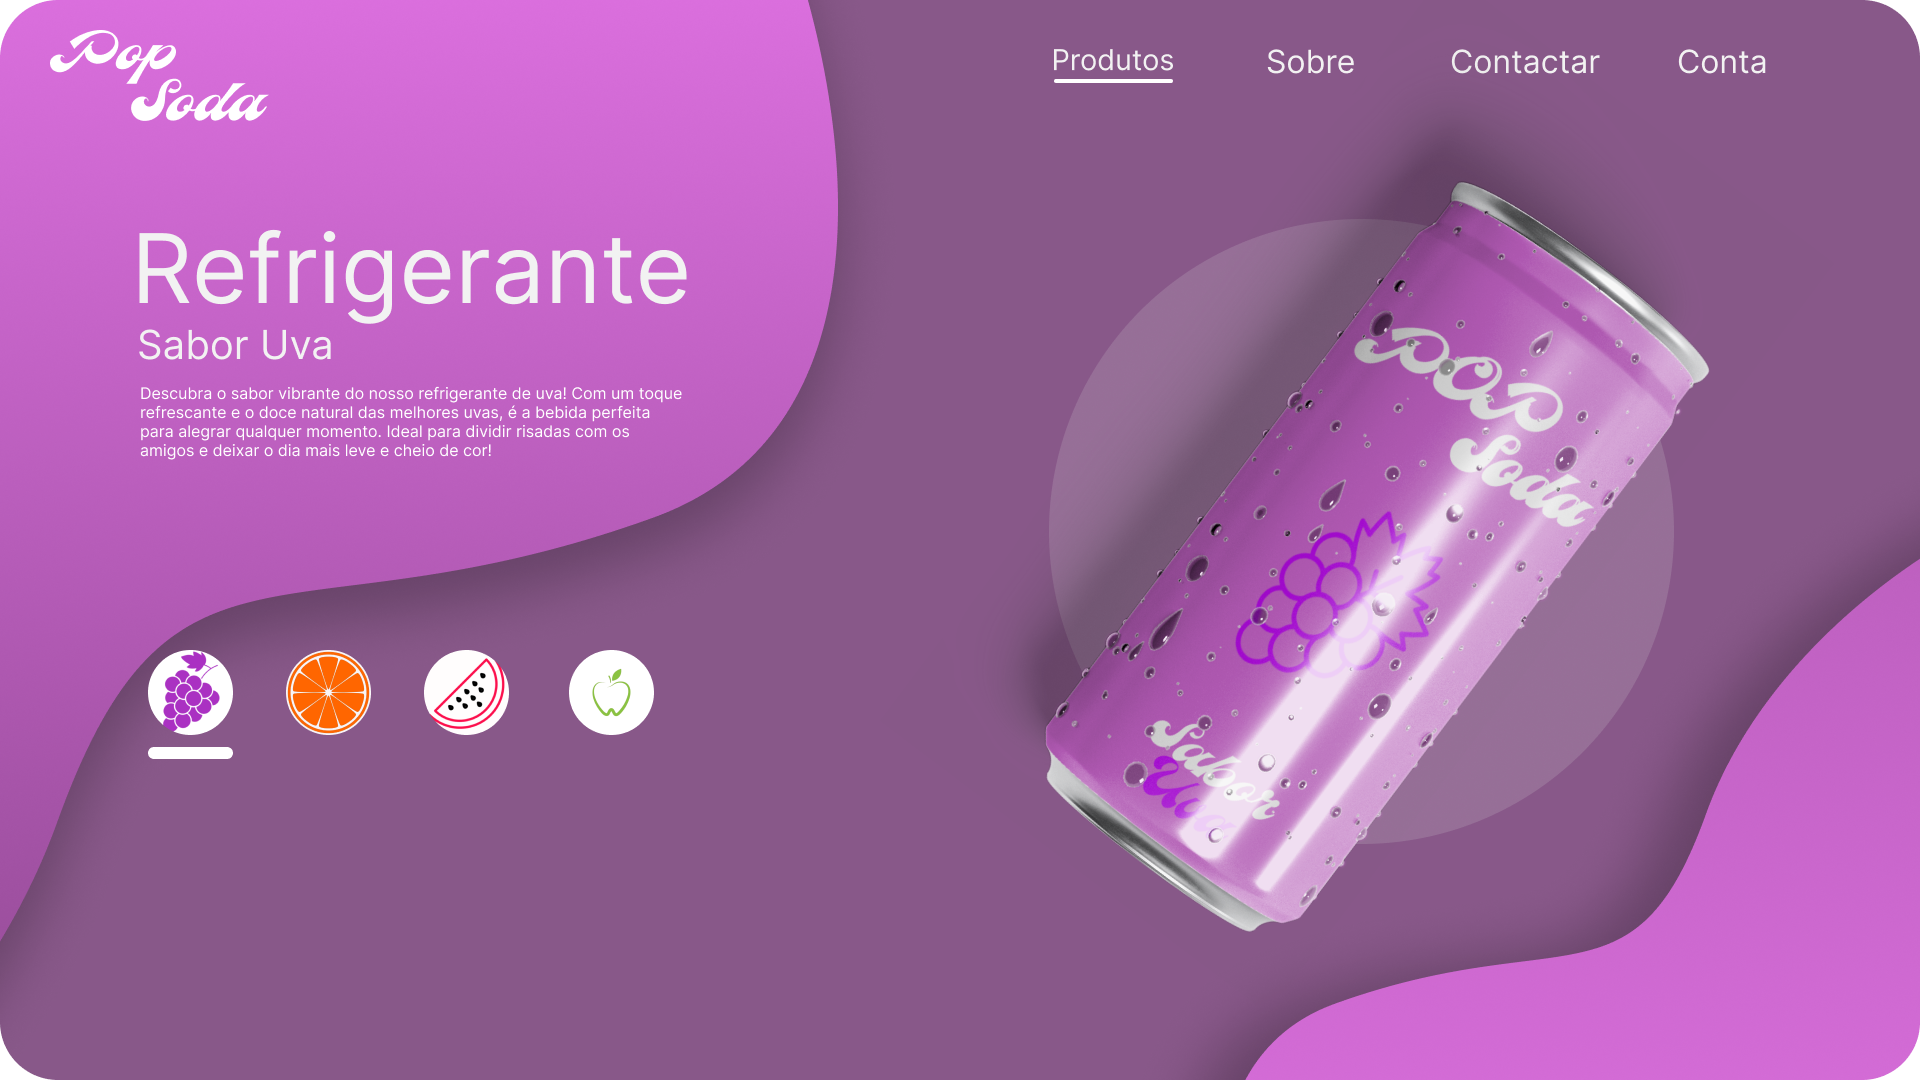 Pop
Soda
Produtos
Sobre
Contactar
Conta
Refrigerante
Sabor Uva
Descubra o sabor vibrante do nosso refrigerante de uva! Com um toque
refrescante e o doce natural das melhores uvas, é a bebida perfeita
para alegrar qualquer momento. Ideal para dividir risadas com os
amigos e deixar o dia mais leve e cheio de cor!
POP
Soda
Sabor
Uva